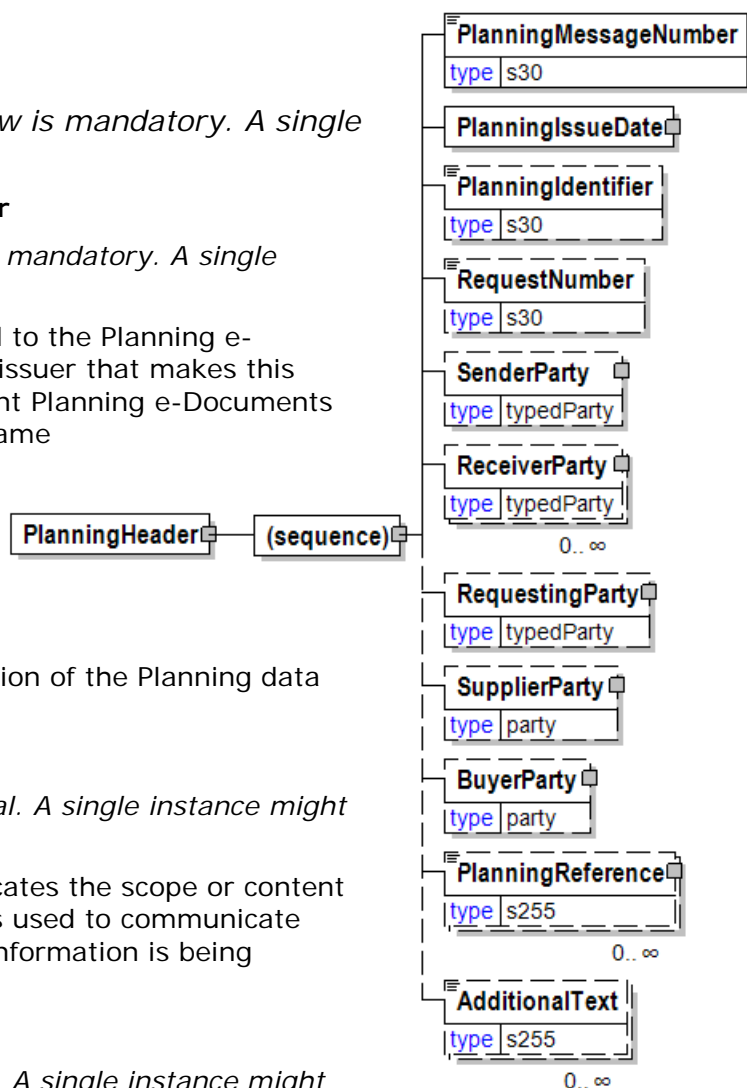 w is mandatory. A single
r
mandatory. A single
l to the Planning e-
issuer that makes this
nt Planning e-Documents
ame
ion of the Planning data
al. A single instance might
cates the scope or content
s used to communicate
nformation is being
. A single instance might
PlanningHeader
(sequence)
PlanningMessageNumber
type s30
PlanningIssueDate
PlanningIdentifier
type s30
RequestNumber
type s30
SenderParty
type typedParty
ReceiverParty
type typedParty
0.. ∞
RequestingParty
type typedParty
SupplierParty
type party
BuyerParty
type party
PlanningReference
type s255
0.. ∞
AdditionalText
type s255
0.. ∞